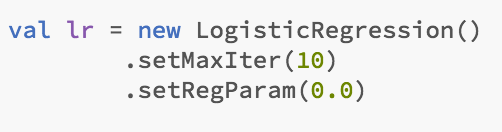 val lr = new LogisticRegression()
.setMaxIter(10)
.setRegParam(0.0)